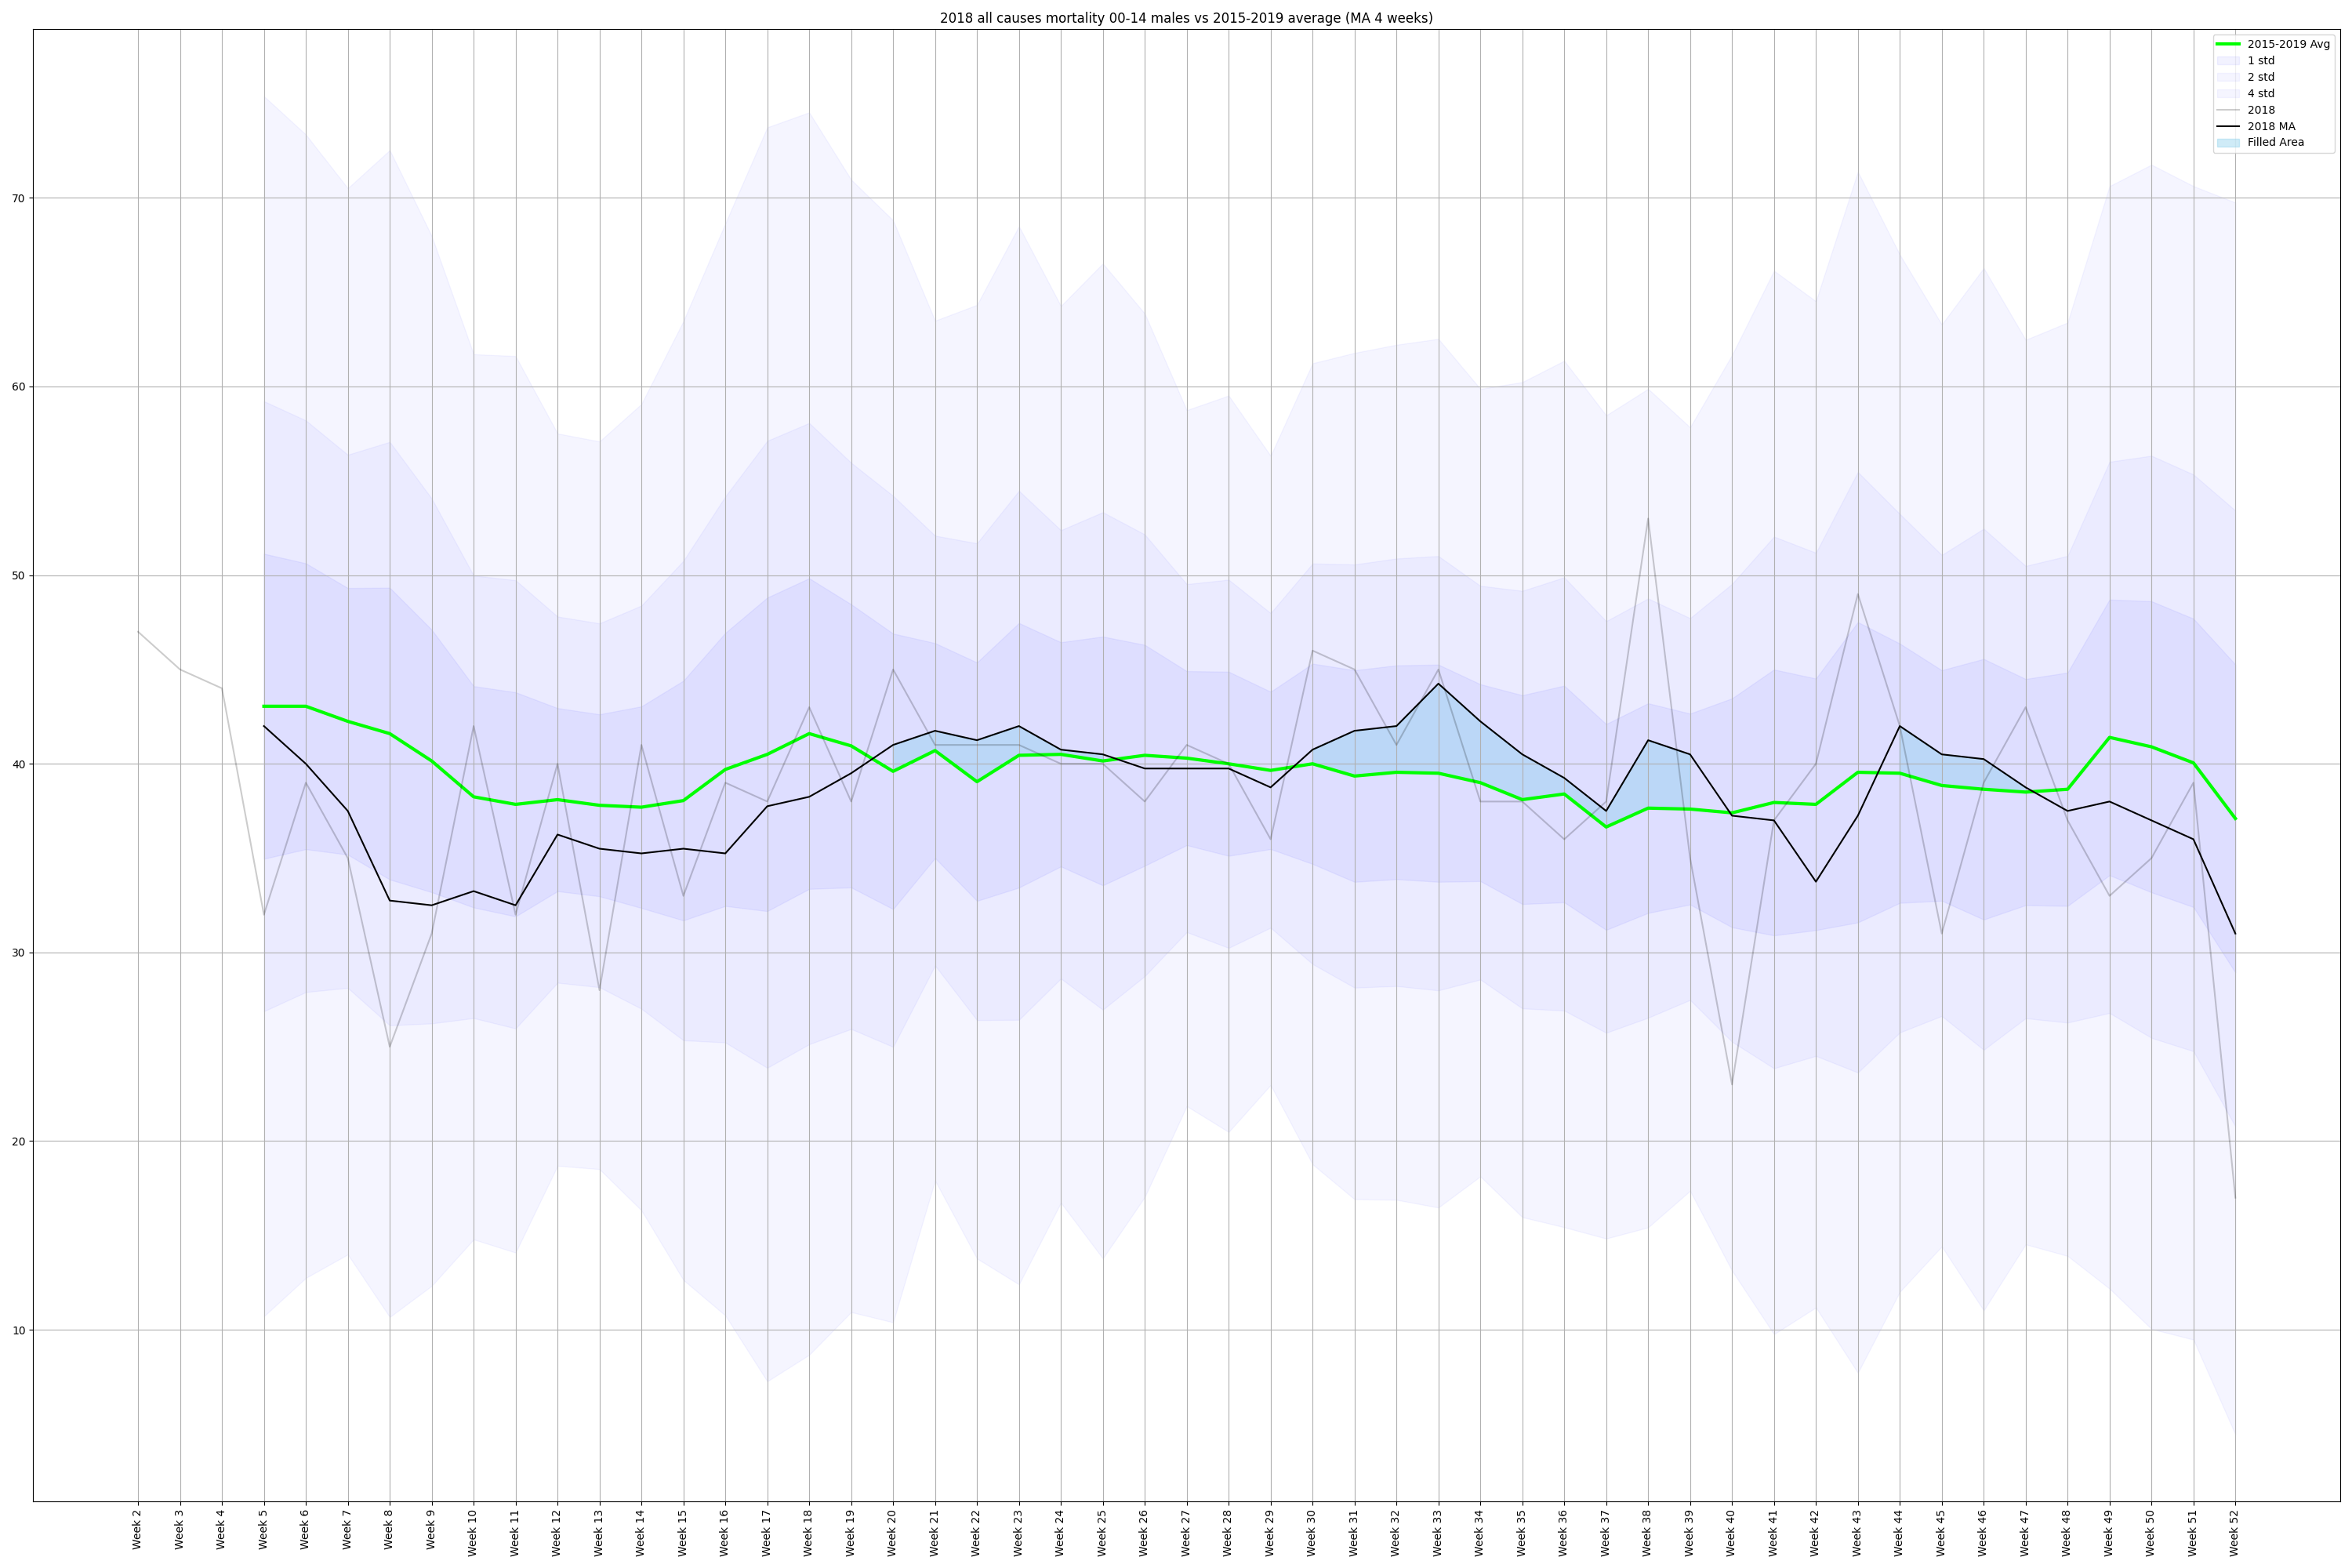 2018 all causes mortality 00-14 males vs 2015-2019 average (MA 4 weeks)
2015-2019 Avg
1 std
2 std
4 std
2018
2018 MA
Filled Area
70
60
50
40
30
20
10
Week 2
Week 3
Week 4
Week 5
Week 6
Week 7
Week 8
Week 9
Week 10
Week 11
Week 12
Week 13
Week 14
Week 15
Week 16
Week 17
Week 18
Week 19
Week 20
Week 21
Week 22
Week 23
Week 24
Week 25
Week 26
Week 27
Week 28
Week 29
Week 30
Week 31
Week 32
Week 33
Week 34
Week 35
Week 36
Week 37
Week 38
Week 39
Week 40
Week 41
Week 42
Week 43
Week 44
Week 45
Week 46
Week 47
Week 48
Week 49
Week 50
Week 51
Week 52